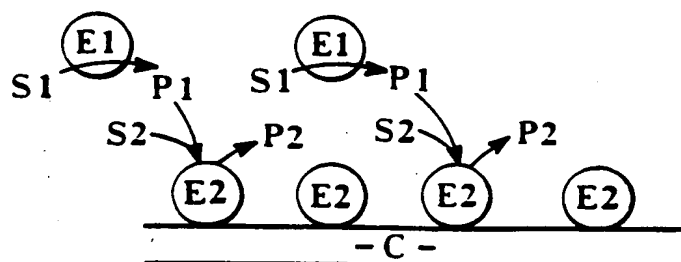 E1 E1
S1 P1 S1 P1
S2 P2 S2 P2
E2 E2 E2 E2
- C -